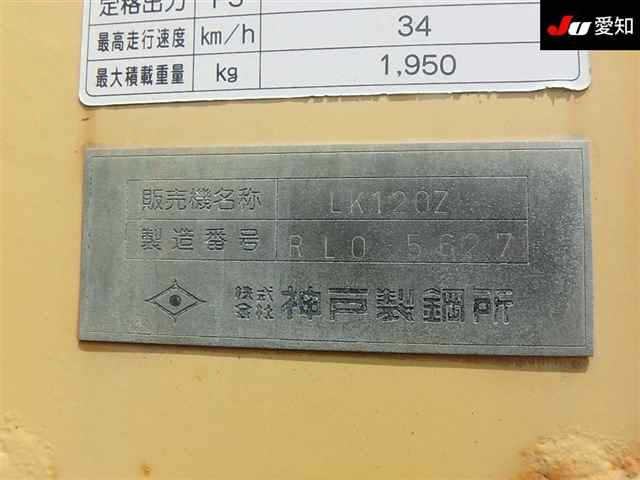 定格出力 PS
最高走行速度 km/h 34
最大積載重量 kg 1,950
JU 愛知
販売機名称 LK120Z
製造番号 RLO 5627
株式会社 神戸製鋼所